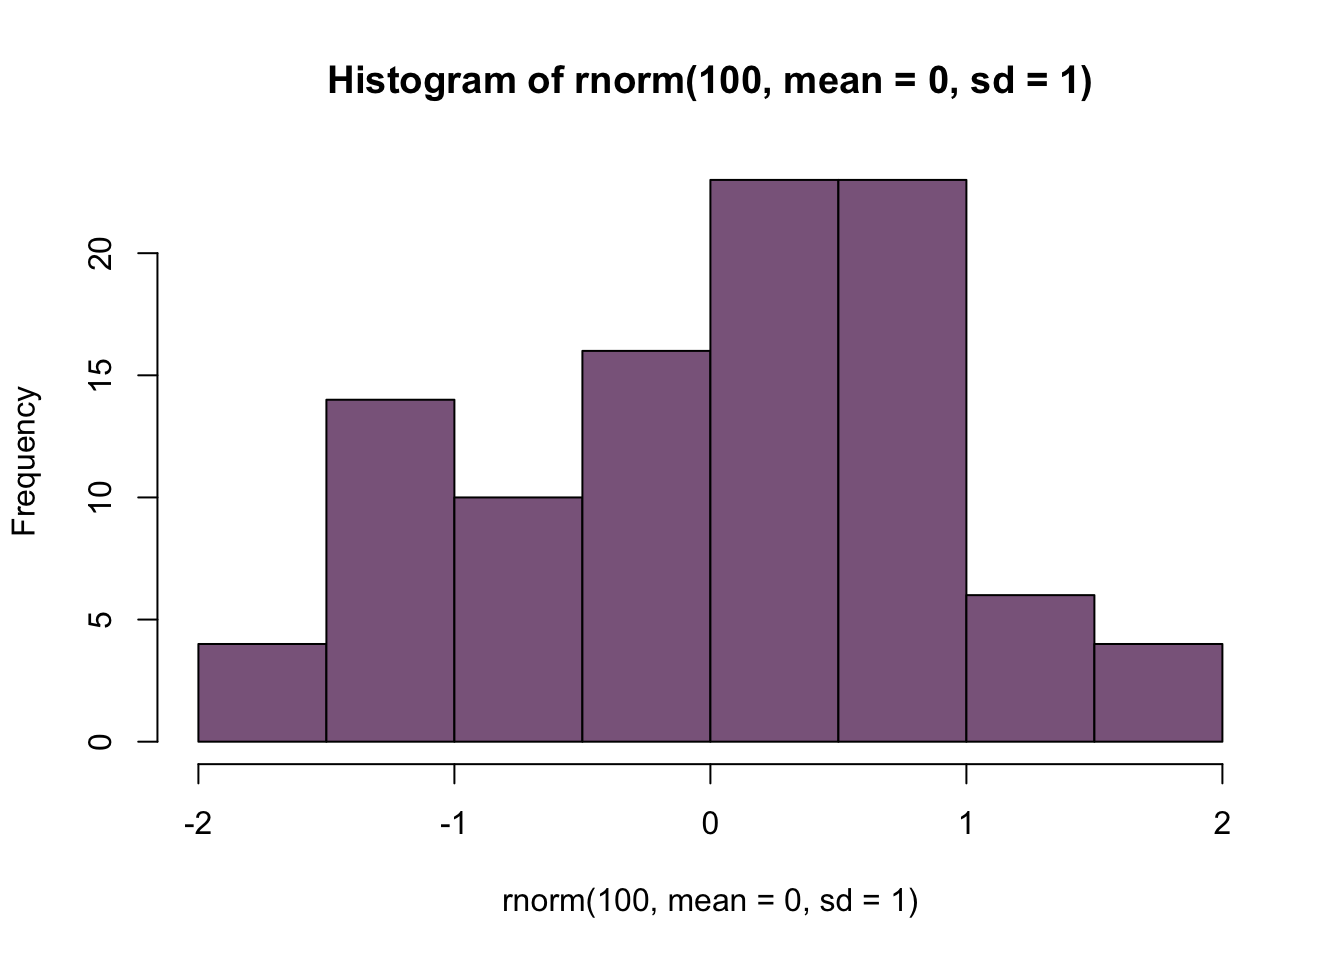 Histogram of rnorm(100, mean = 0, sd = 1)
Frequency
20
15
10
5
0
-2 -1 0 1 2
rnorm(100, mean = 0, sd = 1)